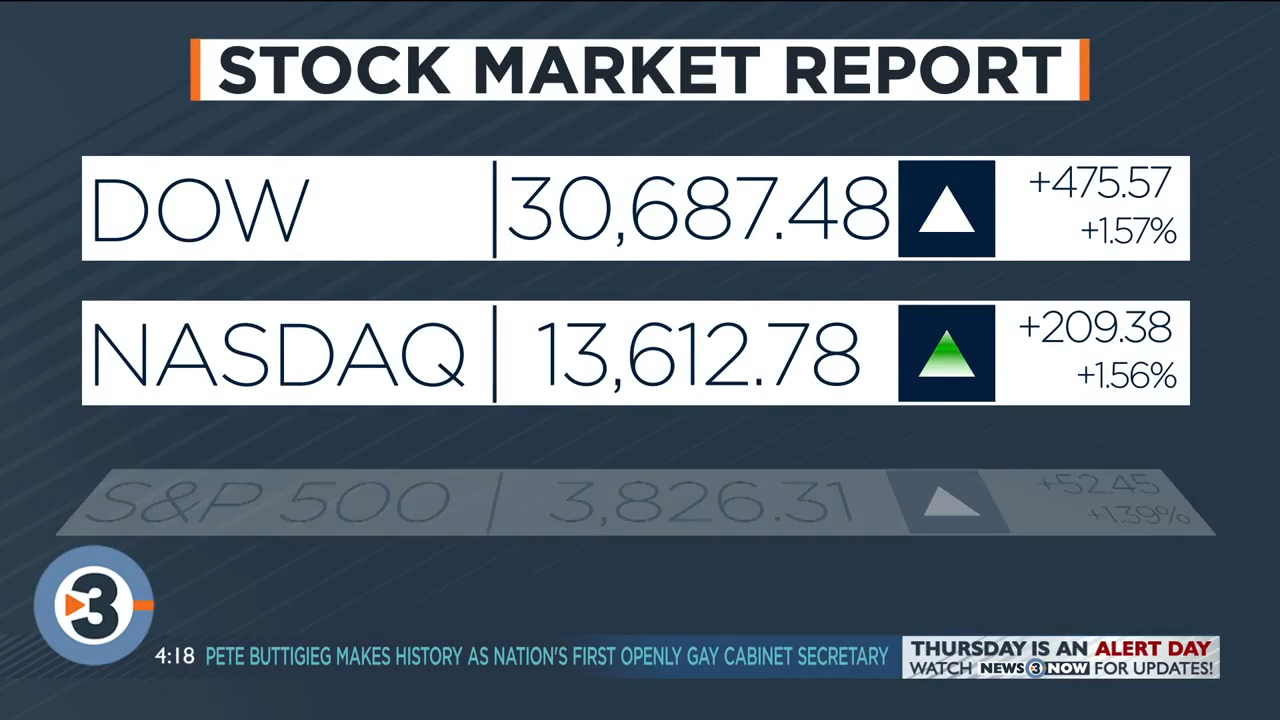 STOCK MARKET REPORT
DOW 30,687.48 +475.57
+1.57%
NASDAQ 13,612.78 +209.38
+1.56%
S&P 500 3,826.31 +52.45
+1.39%
3
4:18 PETE BUTTIGIEG MAKES HISTORY AS NATION'S FIRST OPENLY GAY CABINET SECRETARY
THURSDAY IS AN ALERT DAY
WATCH NEWS 3 NOW FOR UPDATES!